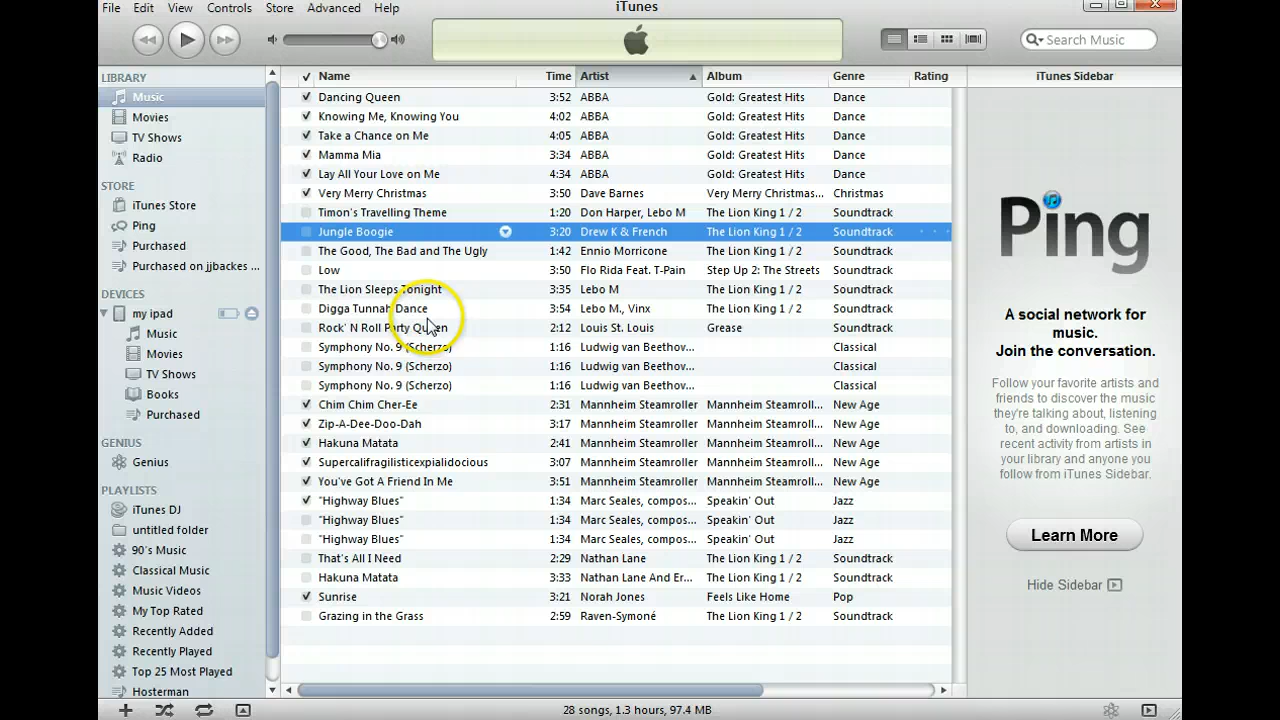 File Edit View Controls Store Advanced Help
iTunes
Search Music
LIBRARY
Music
Movies
TV Shows
Radio
STORE
iTunes Store
Ping
Purchased
Purchased on jjbackes ...
DEVICES
my ipad
Music
Movies
TV Shows
Books
Purchased
GENIUS
Genius
PLAYLISTS
iTunes DJ
untitled folder
90's Music
Classical Music
Music Videos
My Top Rated
Recently Added
Recently Played
Top 25 Most Played
Hosterman
Name Time Artist Album Genre Rating
Dancing Queen 3:52 ABBA Gold: Greatest Hits Dance
Knowing Me, Knowing You 4:02 ABBA Gold: Greatest Hits Dance
Take a Chance on Me 4:05 ABBA Gold: Greatest Hits Dance
Mamma Mia 3:34 ABBA Gold: Greatest Hits Dance
Lay All Your Love on Me 4:34 ABBA Gold: Greatest Hits Dance
Very Merry Christmas 3:50 Dave Barnes Very Merry Christmas... Christmas
Timon's Travelling Theme 1:20 Don Harper, Lebo M The Lion King 1 / 2 Soundtrack
Jungle Boogie 3:20 Drew K & French The Lion King 1 / 2 Soundtrack
The Good, The Bad and The Ugly 1:42 Ennio Morricone The Lion King 1 / 2 Soundtrack
Low 3:50 Flo Rida Feat. T-Pain Step Up 2: The Streets Soundtrack
The Lion Sleeps Tonight 3:35 Lebo M The Lion King 1 / 2 Soundtrack
Digga Tunnah Dance 3:54 Lebo M., Vinx The Lion King 1 / 2 Soundtrack
Rock' N Roll Party Queen 2:12 Louis St. Louis Grease Soundtrack
Symphony No. 9 (Scherzo) 1:16 Ludwig van Beethov... Classical
Symphony No. 9 (Scherzo) 1:16 Ludwig van Beethov... Classical
Symphony No. 9 (Scherzo) 1:16 Ludwig van Beethov... Classical
Chim Chim Cher-Ee 2:31 Mannheim Steamroller Mannheim Steamroll... New Age
Zip-A-Dee-Doo-Dah 3:17 Mannheim Steamroller Mannheim Steamroll... New Age
Hakuna Matata 2:41 Mannheim Steamroller Mannheim Steamroll... New Age
Supercalifragilisticexpialidocious 3:07 Mannheim Steamroller Mannheim Steamroll... New Age
You've Got A Friend In Me 3:51 Mannheim Steamroller Mannheim Steamroll... New Age
"Highway Blues" 1:34 Marc Seales, compos... Speakin' Out Jazz
"Highway Blues" 1:34 Marc Seales, compos... Speakin' Out Jazz
"Highway Blues" 1:34 Marc Seales, compos... Speakin' Out Jazz
That's All I Need 2:29 Nathan Lane The Lion King 1 / 2 Soundtrack
Hakuna Matata 3:33 Nathan Lane And Er... The Lion King 1 / 2 Soundtrack
Sunrise 3:21 Norah Jones Feels Like Home Pop
Grazing in the Grass 2:59 Raven-Symoné The Lion King 1 / 2 Soundtrack
iTunes Sidebar
Ping
A social network for
music.
Join the conversation.
Follow your favorite artists and
friends to discover the music
they're talking about, listening
to, and downloading. See
recent activity from artists in
your library and anyone you
follow from iTunes Sidebar.
Learn More
Hide Sidebar
28 songs, 1.3 hours, 97.4 MB